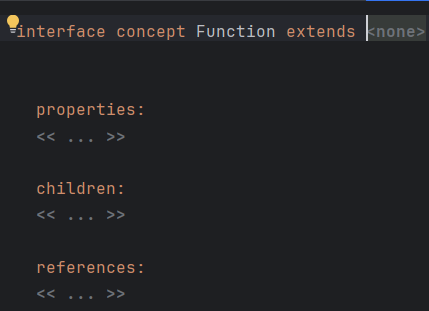 interface concept Function extends <none>
properties:
<< ... >>
children:
<< ... >>
references:
<< ... >>